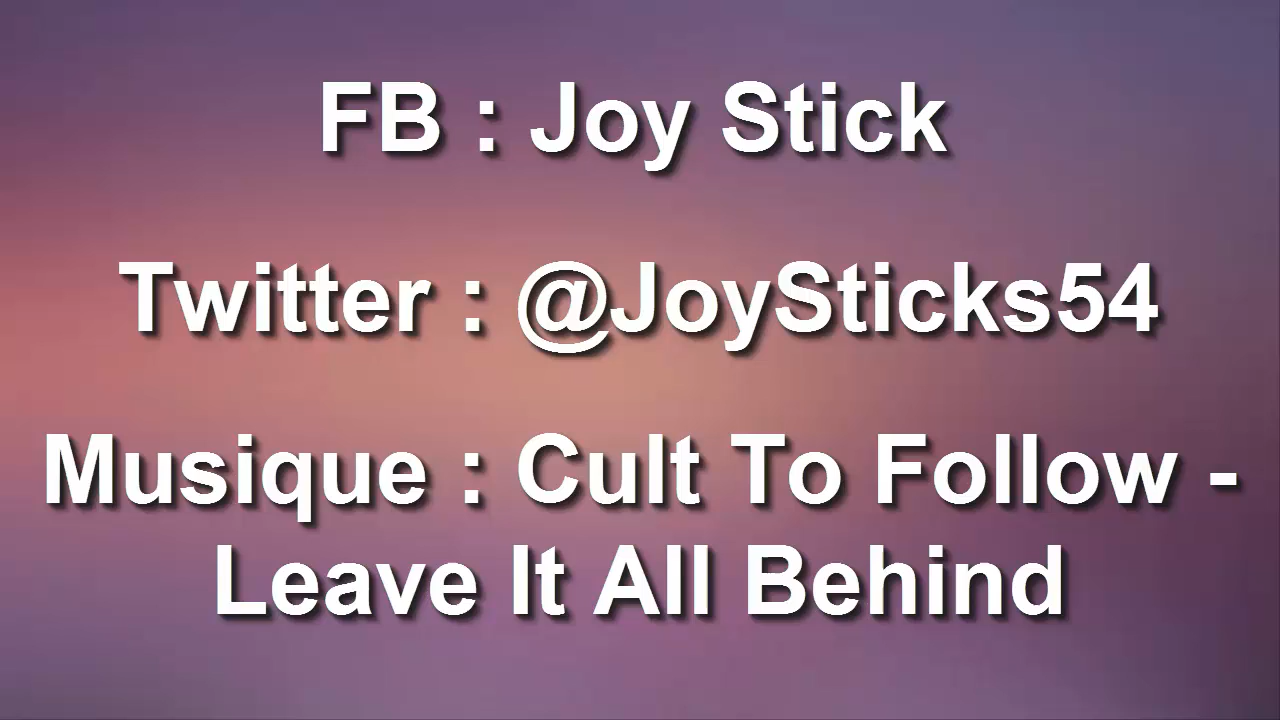 FB : Joy Stick
Twitter : @JoySticks54
Musique : Cult To Follow -
Leave It All Behind